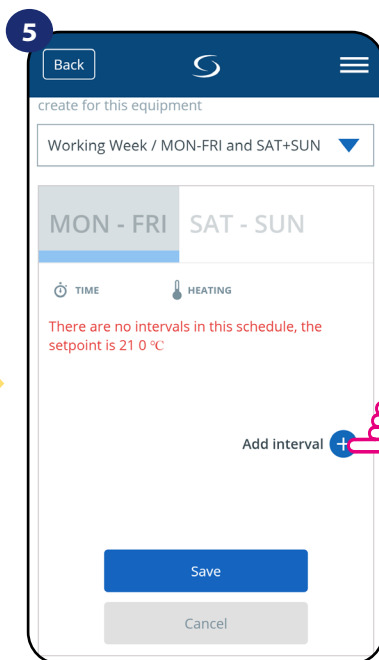 5
Back
create for this equipment
Working Week / MON-FRI and SAT+SUN
MON - FRI SAT - SUN
TIME HEATING
There are no intervals in this schedule, the
setpoint is 21 0 °C
Add interval +
Save
Cancel